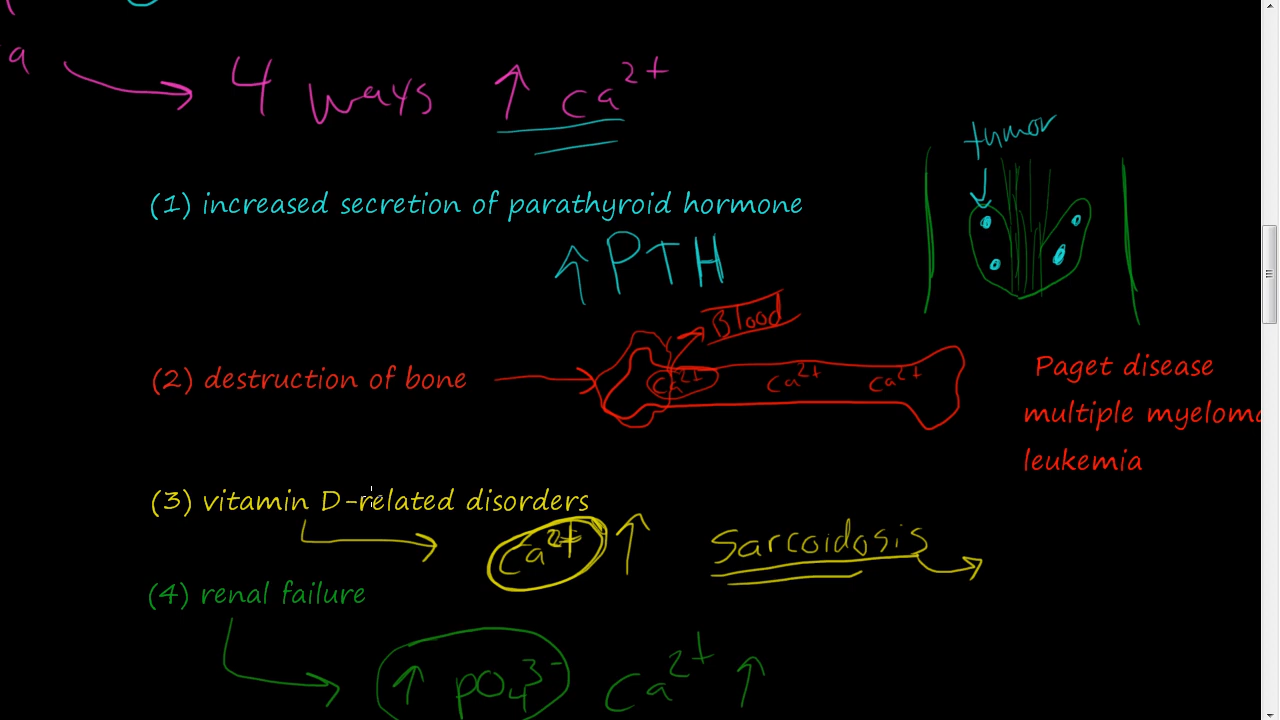 a
4 ways ↑ Ca²⁺
tumor
(1) increased secretion of parathyroid hormone
↑ PTH
Blood
(2) destruction of bone
Ca²⁺ Ca²⁺ Ca²⁺
Paget disease
multiple myeloma
leukemia
(3) vitamin D-related disorders
Ca²⁺ ↑ Sarcoidosis
(4) renal failure
↑ PO₄³⁻ Ca²⁺ ↑